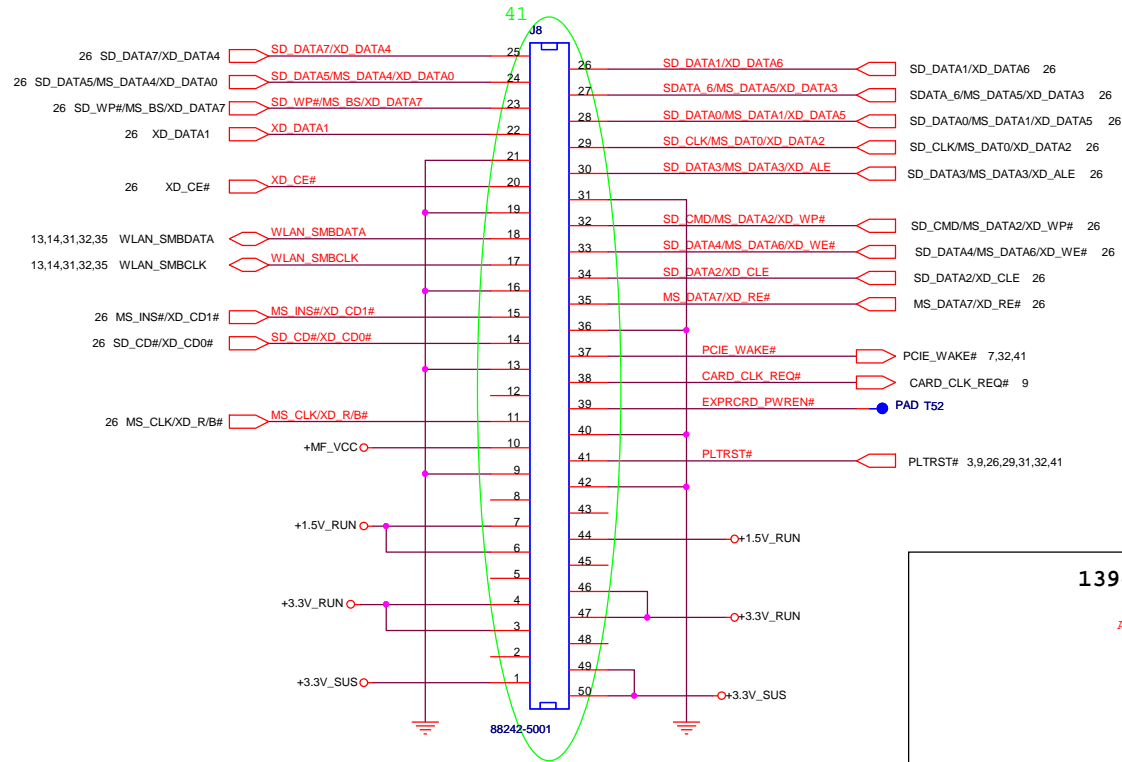 41
J8
26 SD_DATA7/XD_DATA4 SD_DATA7/XD_DATA4 25
26 SD_DATA1/XD_DATA6 SD_DATA1/XD_DATA6 26
26 SD_DATA5/MS_DATA4/XD_DATA0 SD_DATA5/MS_DATA4/XD_DATA0 24
27 SDATA_6/MS_DATA5/XD_DATA3 SDATA_6/MS_DATA5/XD_DATA3 26
26 SD_WP#/MS_BS/XD_DATA7 SD_WP#/MS_BS/XD_DATA7 23
28 SD_DATA0/MS_DATA1/XD_DATA5 SD_DATA0/MS_DATA1/XD_DATA5 26
26 XD_DATA1 XD_DATA1 22
29 SD_CLK/MS_DAT0/XD_DATA2 SD_CLK/MS_DAT0/XD_DATA2 26
21
30 SD_DATA3/MS_DATA3/XD_ALE SD_DATA3/MS_DATA3/XD_ALE 26
26 XD_CE# XD_CE# 20
31
19
32 SD_CMD/MS_DATA2/XD_WP# SD_CMD/MS_DATA2/XD_WP# 26
13,14,31,32,35 WLAN_SMBDATA WLAN_SMBDATA 18
33 SD_DATA4/MS_DATA6/XD_WE# SD_DATA4/MS_DATA6/XD_WE# 26
13,14,31,32,35 WLAN_SMBCLK WLAN_SMBCLK 17
34 SD_DATA2/XD_CLE SD_DATA2/XD_CLE 26
16
35 MS_DATA7/XD_RE# MS_DATA7/XD_RE# 26
26 MS_INS#/XD_CD1# MS_INS#/XD_CD1# 15
36
26 SD_CD#/XD_CD0# SD_CD#/XD_CD0# 14
37 PCIE_WAKE# PCIE_WAKE# 7,32,41
13
38 CARD_CLK_REQ# CARD_CLK_REQ# 9
12
39 EXPRCRD_PWREN# PAD T52
26 MS_CLK/XD_R/B# MS_CLK/XD_R/B# 11
40
+MF_VCC 10
41 PLTRST# PLTRST# 3,9,26,29,31,32,41
9
42
8
43
+1.5V_RUN 7
44 +1.5V_RUN
6
45
5
46
+3.3V_RUN 4
47 +3.3V_RUN
3
48
2
49
+3.3V_SUS 1
50 +3.3V_SUS
88242-5001
139